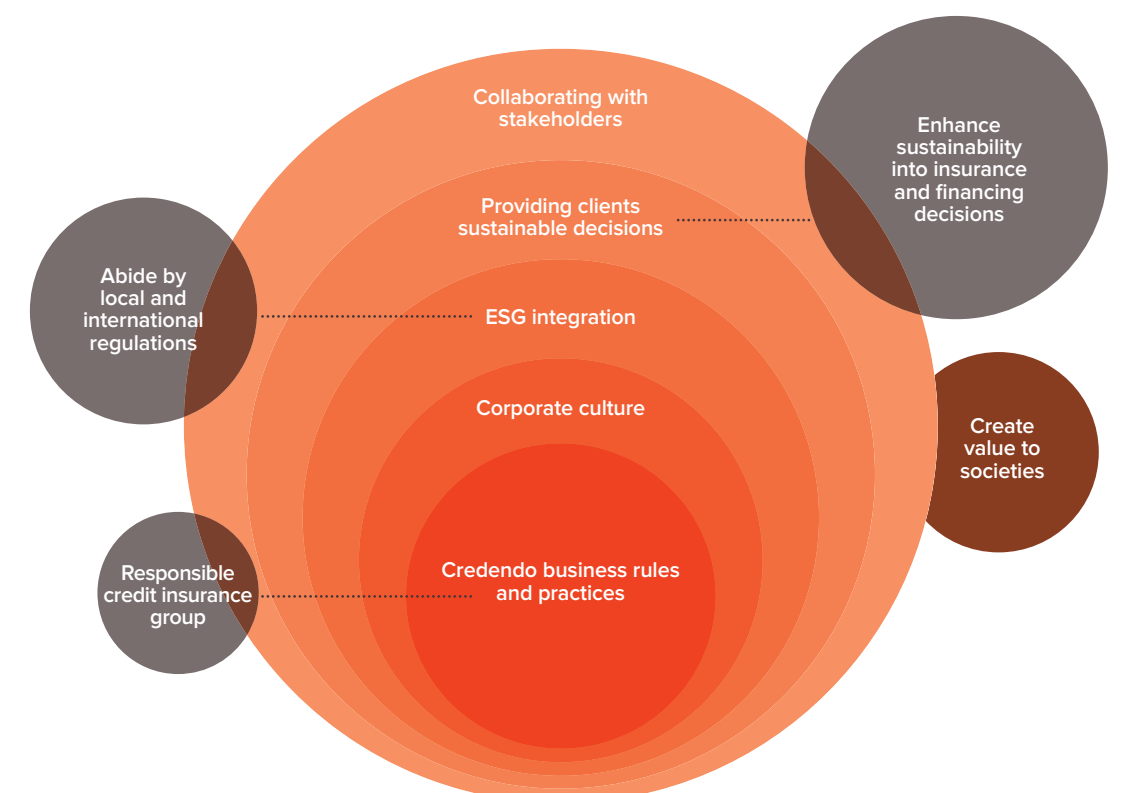 Collaborating with
stakeholders
Enhance
sustainability
into insurance
and financing
decisions
Providing clients
sustainable decisions
Abide by
local and
international
regulations
ESG integration
Corporate culture
Create
value to
societies
Credendo business rules
and practices
Responsible
credit insurance
group